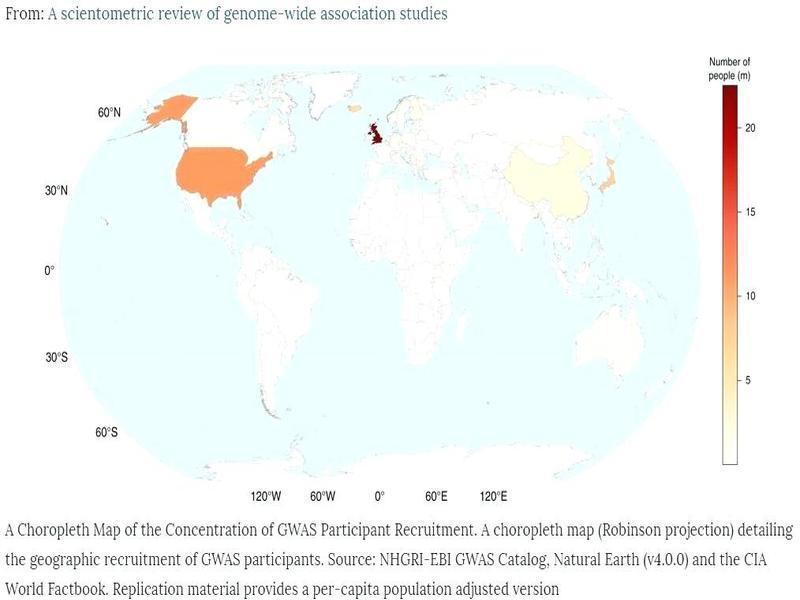 From: A scientometric review of genome-wide association studies
Number of
people (m)
60°N
20
30°N
15
0°
10
30°S
5
60°S
120°W 60°W 0° 60°E 120°E
A Choropleth Map of the Concentration of GWAS Participant Recruitment. A choropleth map (Robinson projection) detailing
the geographic recruitment of GWAS participants. Source: NHGRI-EBI GWAS Catalog, Natural Earth (v4.0.0) and the CIA
World Factbook. Replication material provides a per-capita population adjusted version